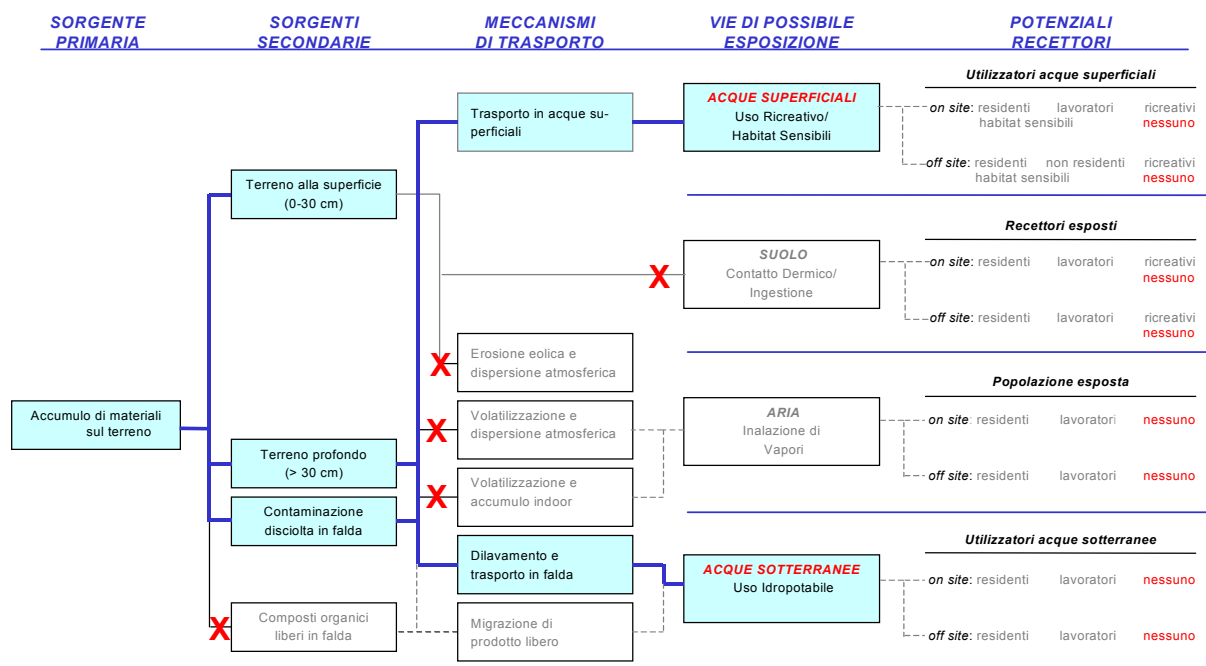 SORGENTE PRIMARIA
SORGENTI SECONDARIE
MECCANISMI DI TRASPORTO
VIE DI POSSIBILE ESPOSIZIONE
POTENZIALI RECETTORI
Accumulo di materiali
sul terreno
Terreno alla superficie
(0-30 cm)
Terreno profondo
(> 30 cm)
Contaminazione
disciolta in falda
X
Composti organici
liberi in falda
Trasporto in acque su-
perficiali
X
Erosione eolica e
dispersione atmosferica
X
Volatilizzazione e
dispersione atmosferica
X
Volatilizzazione e
accumulo indoor
Dilavamento e
trasporto in falda
Migrazione di
prodotto libero
ACQUE SUPERFICIALI
Uso Ricreativo/
Habitat Sensibili
X
SUOLO
Contatto Dermico/
Ingestione
ARIA
Inalazione di
Vapori
ACQUE SOTTERRANEE
Uso Idropotabile
Utilizzatori acque superficiali
on site: residenti lavoratori ricreativi
habitat sensibili nessuno
off site: residenti non residenti ricreativi
habitat sensibili nessuno
Recettori esposti
on site: residenti lavoratori ricreativi
nessuno
off site: residenti lavoratori ricreativi
nessuno
Popolazione esposta
on site: residenti lavoratori nessuno
off site: residenti lavoratori nessuno
Utilizzatori acque sotterranee
on site: residenti lavoratori nessuno
off site: residenti lavoratori nessuno